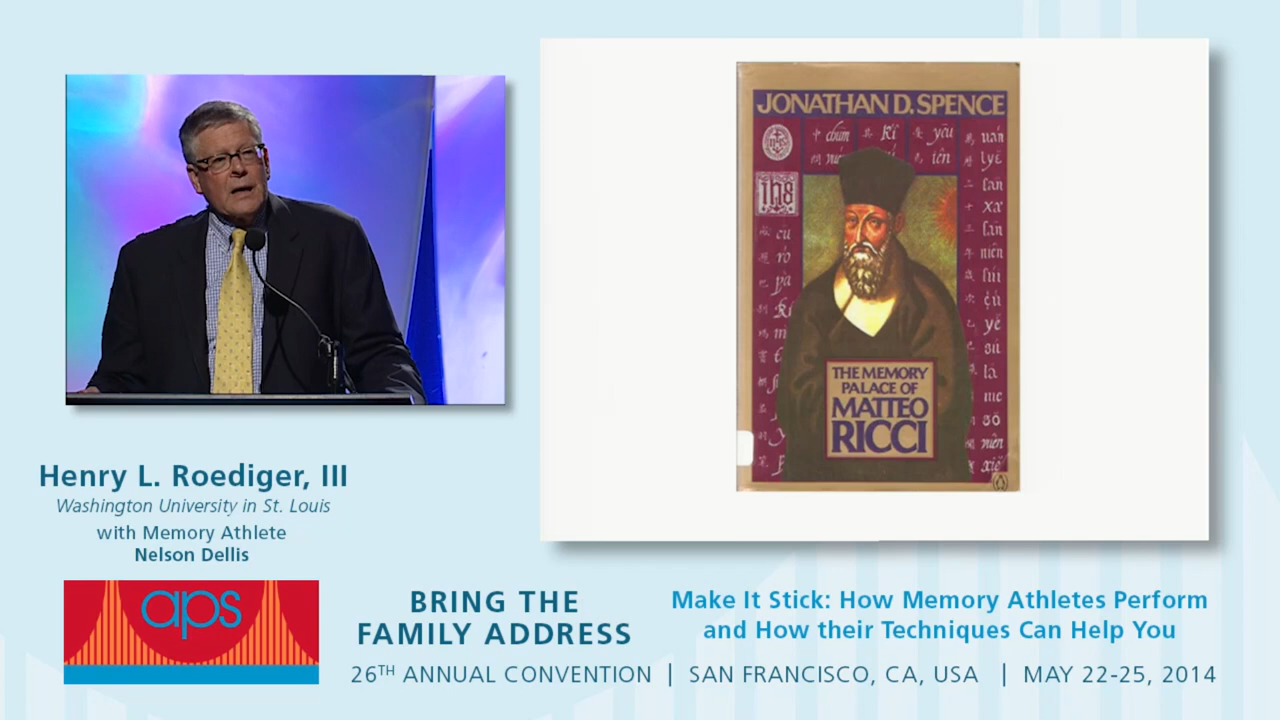 JONATHAN D. SPENCE
ihs
THE MEMORY
PALACE OF
MATTEO
RICCI
Henry L. Roediger, III
Washington University in St. Louis
with Memory Athlete
Nelson Dellis
aps
BRING THE
FAMILY ADDRESS
Make It Stick: How Memory Athletes Perform
and How their Techniques Can Help You
26TH ANNUAL CONVENTION | SAN FRANCISCO, CA, USA | MAY 22-25, 2014